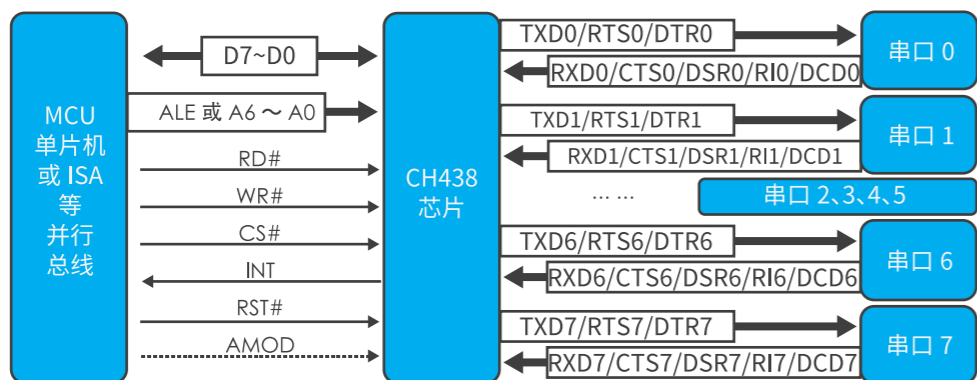 MCU
单片机
或 ISA
等
并行
总线
D7~D0
ALE 或 A6 ～ A0
RD#
WR#
CS#
INT
RST#
AMOD
CH438
芯片
TXD0/RTS0/DTR0
RXD0/CTS0/DSR0/RI0/DCD0
串口 0
TXD1/RTS1/DTR1
RXD1/CTS1/DSR1/RI1/DCD1
串口 1
... ...
串口 2、3、4、5
TXD6/RTS6/DTR6
RXD6/CTS6/DSR6/RI6/DCD6
串口 6
TXD7/RTS7/DTR7
RXD7/CTS7/DSR7/RI7/DCD7
串口 7